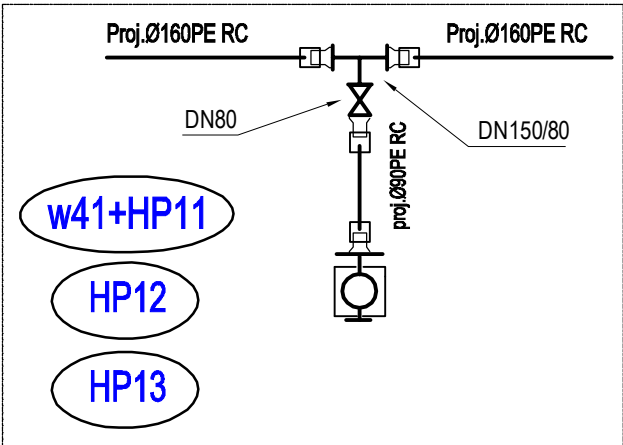 Proj.Ø160PE RC
Proj.Ø160PE RC
DN80
DN150/80
proj.Ø90PE RC
w41+HP11
HP12
HP13